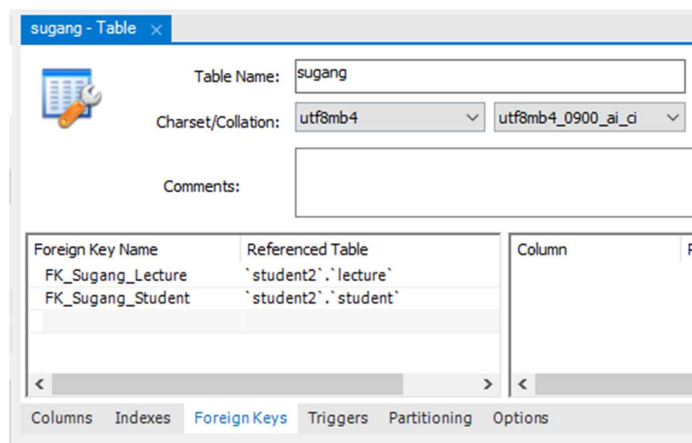 sugang - Table ×
Table Name: sugang
Charset/Collation: utf8mb4 utf8mb4_0900_ai_ci
Comments:
Foreign Key Name Referenced Table Column
FK_Sugang_Lecture `student2`.`lecture`
FK_Sugang_Student `student2`.`student`
Columns Indexes Foreign Keys Triggers Partitioning Options